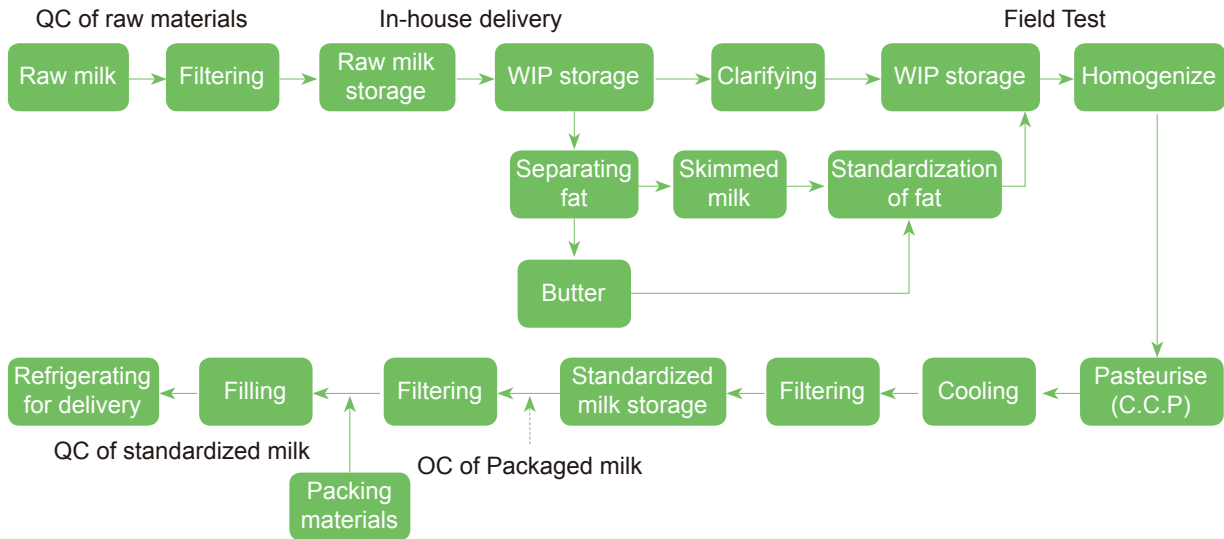 QC of raw materials
In-house delivery
Field Test
Raw milk
Filtering
Raw milk
storage
WIP storage
Clarifying
WIP storage
Homogenize
Separating
fat
Skimmed
milk
Standardization
of fat
Butter
Refrigerating
for delivery
Filling
Filtering
Standardized
milk storage
Filtering
Cooling
Pasteurise
(C.C.P)
QC of standardized milk
OC of Packaged milk
Packing
materials